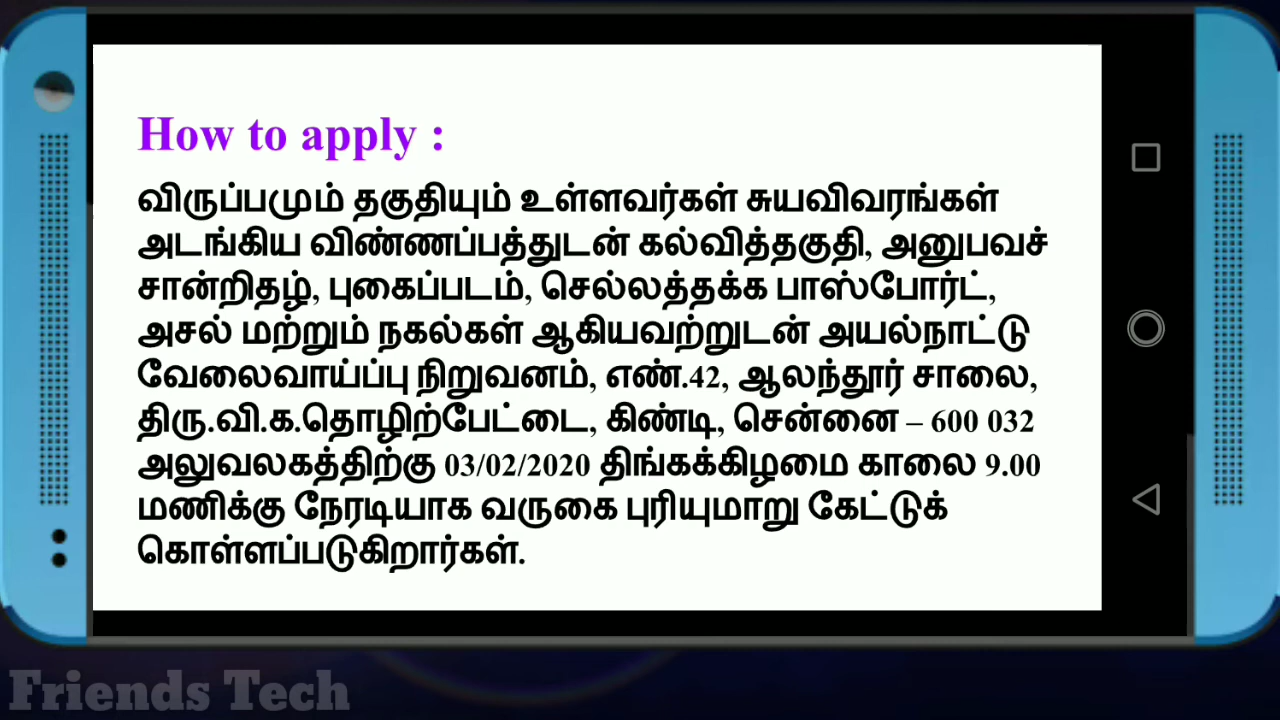 How to apply :
விருப்பமும் தகுதியும் உள்ளவர்கள் சுயவிவரங்கள்
அடங்கிய விண்ணப்பத்துடன் கல்வித்தகுதி, அனுபவச்
சான்றிதழ், புகைப்படம், செல்லத்தக்க பாஸ்போர்ட்,
அசல் மற்றும் நகல்கள் ஆகியவற்றுடன் அயல்நாட்டு
வேலைவாய்ப்பு நிறுவனம், எண்.42, ஆலந்தூர் சாலை,
திரு.வி.க.தொழிற்பேட்டை, கிண்டி, சென்னை – 600 032
அலுவலகத்திற்கு 03/02/2020 திங்கக்கிழமை காலை 9.00
மணிக்கு நேரடியாக வருகை புரியுமாறு கேட்டுக்
கொள்ளப்படுகிறார்கள்.
Friends Tech